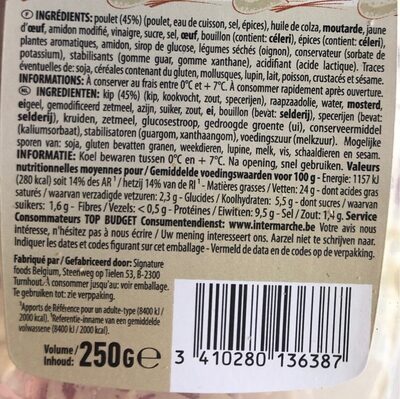 INGRÉDIENTS: poulet (45%) (poulet, eau de cuisson, sel, épices), huile de colza, moutarde, jaune
d'œuf, amidon modifié, vinaigre, sucre, sel, œuf, bouillon (contient: céleri), épices (contient: céleri),
plantes aromatiques, amidon, sirop de glucose, légumes séchés (oignon), conservateur (sorbate de
potassium), stabilisants (gomme guar, gomme xanthane), acidifiant (acide lactique). Traces
éventuelles de: soja, céréales contenant du gluten, mollusques, lupin, lait, poisson, crustacés et sésame.
INFORMATIONS: À conserver au frais entre 0°C et + 7°C. À consommer rapidement après ouverture.
NL INGREDIENTEN: kip (45%) (kip, kookvocht, zout, specerijen), raapzaadolie, water, mosterd,
eigeel, gemodificeerd zetmeel, azijn, suiker, zout, ei, bouillon (bevat: selderij), specerijen (bevat:
selderij), kruiden, zetmeel, glucosestroop, gedroogde groente (ui), conserveermiddel
(kaliumsorbaat), stabilisatoren (guargom, xanthangom), voedingszuur (melkzuur). Mogelijke
sporen van: soja, gluten bevatten granen, weekdieren, lupine, melk, vis, schaaldieren en sesam.
INFORMATIE: Koel bewaren tussen 0°C en + 7°C. Na opening, snel gebruiken. Valeurs
nutritionnelles moyennes pour / Gemiddelde voedingswaarden voor 100 g - Energie: 1157 kJ
(280 kcal) soit 14% des AR¹ / hetzij 14% van de RI¹ - Matières grasses / Vetten: 24 g - dont acides gras
saturés / waarvan verzadigde vetzuren: 2,3 g - Glucides / Koolhydraten: 5,5 g - dont sucres / waarvan
suikers: 1,6 g - Fibres / Vezels: < 0,5 g - Protéines / Eiwitten: 9,5 g - Sel / Zout: 1,4 g. Service
Consommateurs TOP BUDGET Consumentendienst: www.intermarche.be Votre avis nous
intéresse, n'hésitez pas à nous écrire / Uw mening interesseert ons. Aarzel niet te schrijven naar.
Indiquer les dates et codes figurant sur cet emballage - Vermeld de data en de codes op de verpakking.
Fabriqué par / Gefabriceerd door: Signature
foods Belgium, Steenweg op Tielen 53, B-2300
Turnhout. À consommer jusqu'au: voir emballage.
Te gebruiken tot: zie verpakking.
¹Apports de Référence pour un adulte-type (8400 kJ /
2000 kcal). ¹Referentie-inname van een gemiddelde
volwassene (8400 kJ / 2000 kcal).
Volume/
Inhoud: 250G e
3 410280 136387